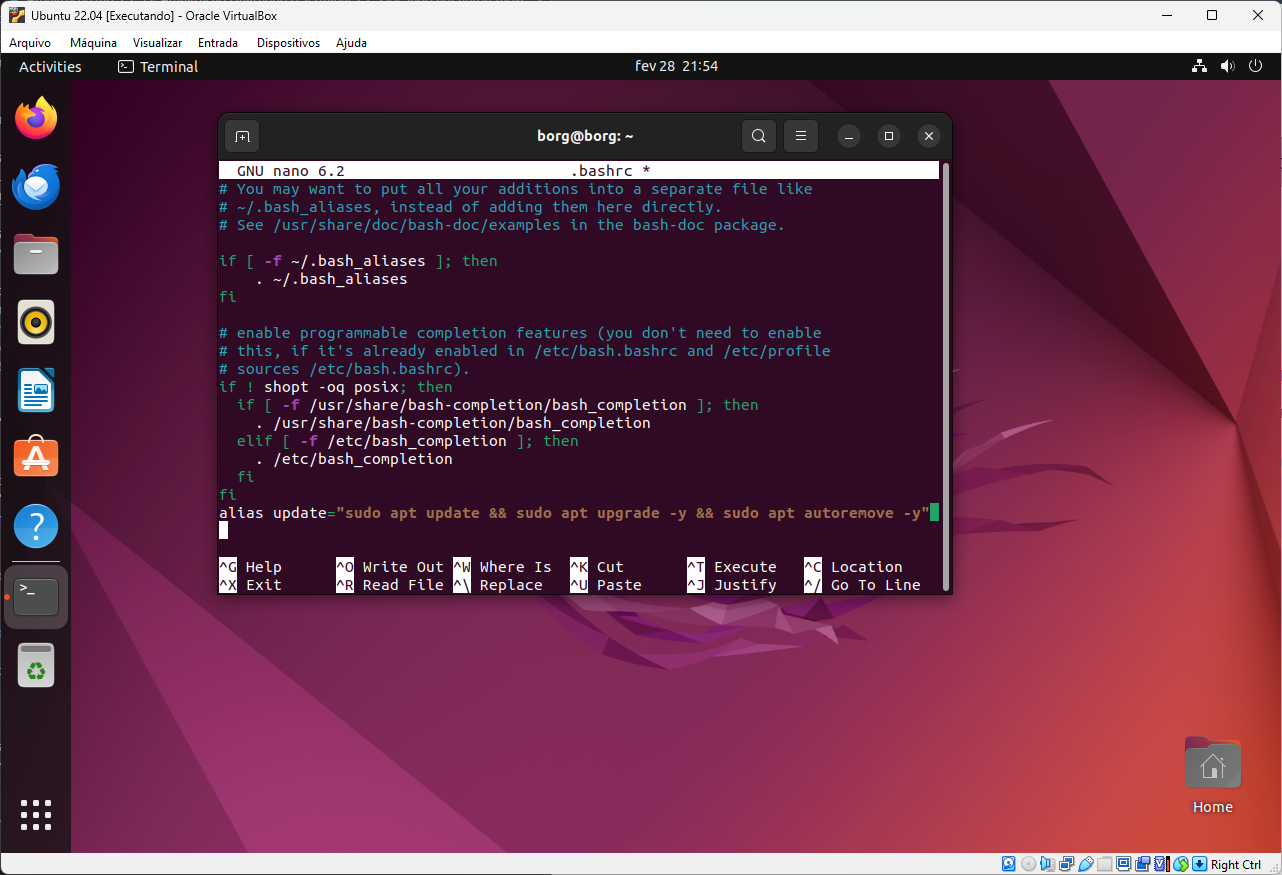 Ubuntu 22.04 [Executando] - Oracle VirtualBox
Arquivo Máquina Visualizar Entrada Dispositivos Ajuda
Activities Terminal fev 28 21:54
borg@borg: ~
GNU nano 6.2 .bashrc *
# You may want to put all your additions into a separate file like
# ~/.bash_aliases, instead of adding them here directly.
# See /usr/share/doc/bash-doc/examples in the bash-doc package.
if [ -f ~/.bash_aliases ]; then
. ~/.bash_aliases
fi
# enable programmable completion features (you don't need to enable
# this, if it's already enabled in /etc/bash.bashrc and /etc/profile
# sources /etc/bash.bashrc).
if ! shopt -oq posix; then
if [ -f /usr/share/bash-completion/bash_completion ]; then
. /usr/share/bash-completion/bash_completion
elif [ -f /etc/bash_completion ]; then
. /etc/bash_completion
fi
fi
alias update="sudo apt update && sudo apt upgrade -y && sudo apt autoremove -y"
^G Help ^O Write Out ^W Where Is ^K Cut ^T Execute ^C Location
^X Exit ^R Read File ^\ Replace ^U Paste ^J Justify ^/ Go To Line
Home
Right Ctrl